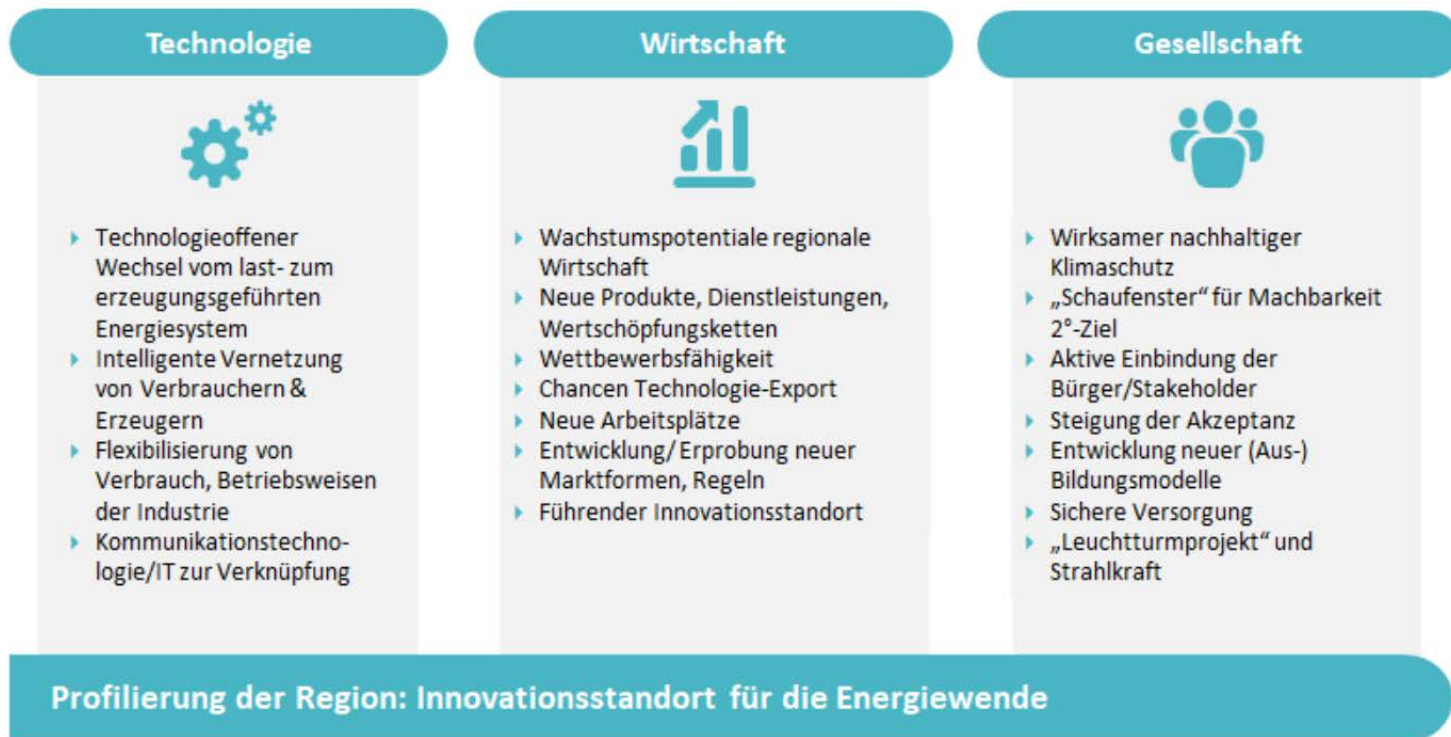 Technologie
Technologieoffener
Wechsel vom last- zum
erzeugungsgeführten
Energiesystem
Intelligente Vernetzung
von Verbrauchern &
Erzeugern
Flexibilisierung von
Verbrauch, Betriebsweisen
der Industrie
Kommunikationstechno-
logie/IT zur Verknüpfung
Wirtschaft
Wachstumspotentiale regionale
Wirtschaft
Neue Produkte, Dienstleistungen,
Wertschöpfungsketten
Wettbewerbsfähigkeit
Chancen Technologie-Export
Neue Arbeitsplätze
Entwicklung/ Erprobung neuer
Marktformen, Regeln
Führender Innovationsstandort
Gesellschaft
Wirksamer nachhaltiger
Klimaschutz
„Schaufenster“ für Machbarkeit
2°-Ziel
Aktive Einbindung der
Bürger/Stakeholder
Steigung der Akzeptanz
Entwicklung neuer (Aus-)
Bildungsmodelle
Sichere Versorgung
„Leuchtturmprojekt“ und
Strahlkraft
Profilierung der Region: Innovationsstandort für die Energiewende